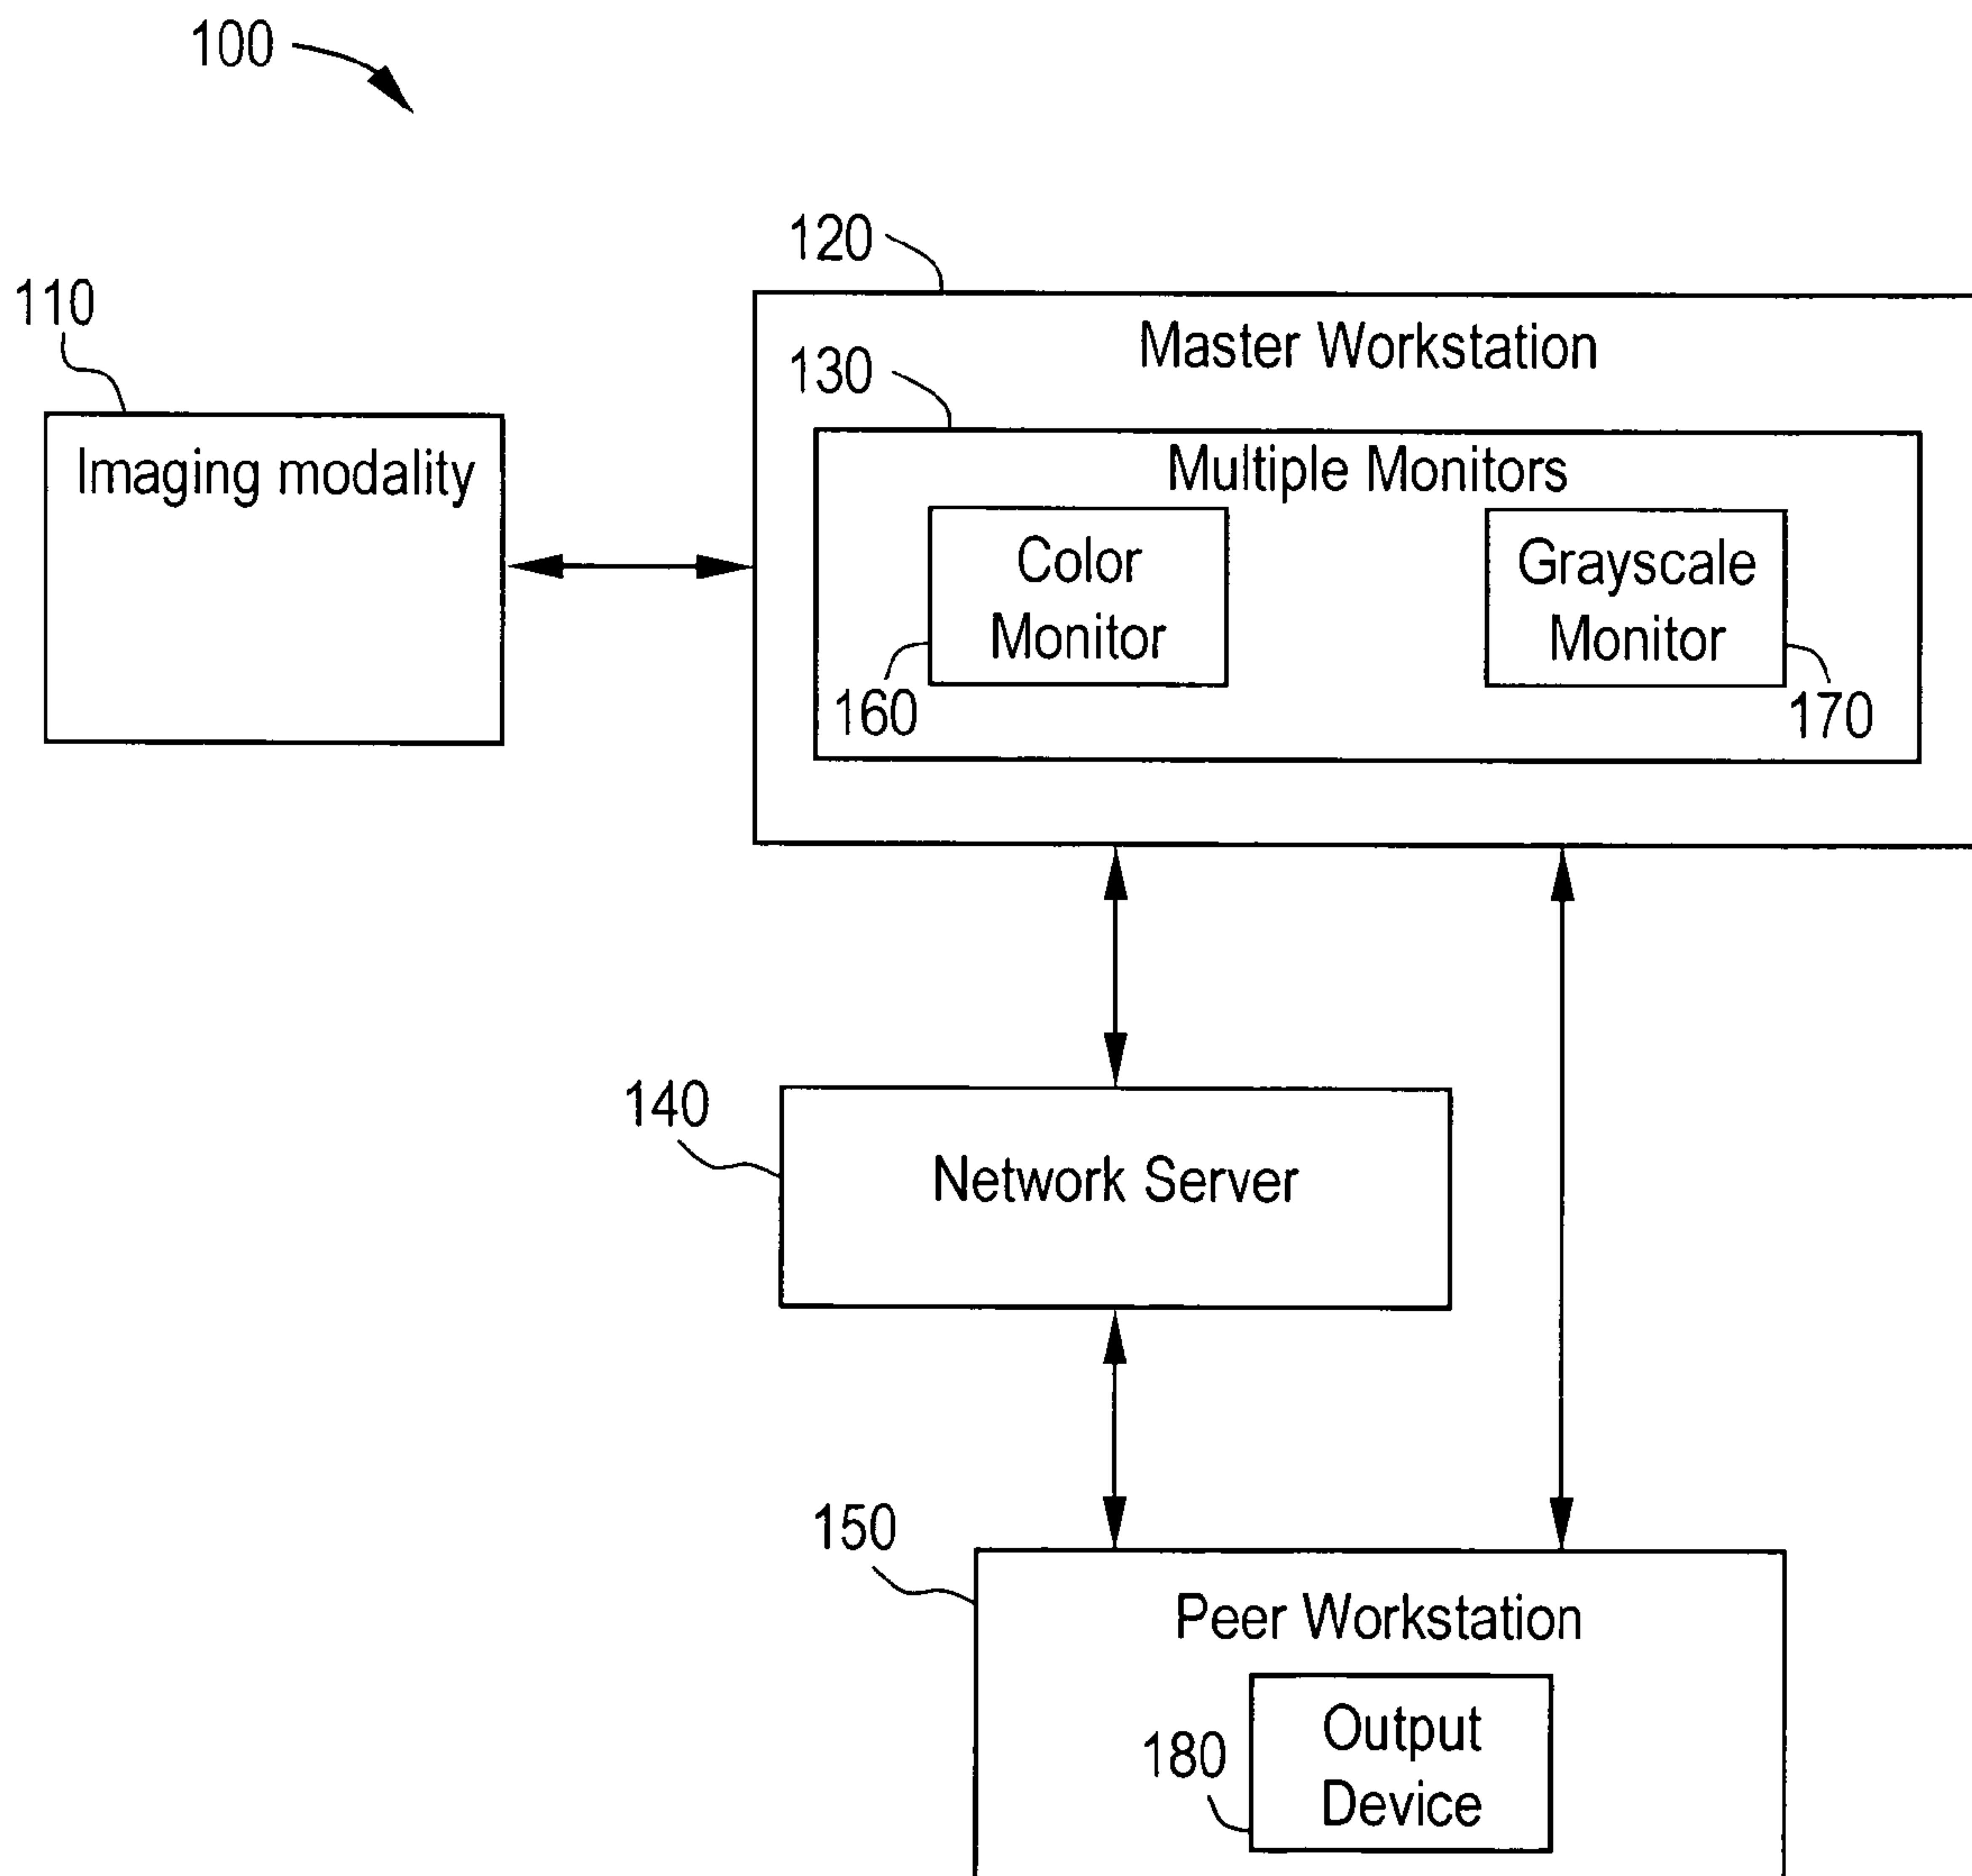 100
120
110
Master Workstation
130
Imaging modality
Multiple Monitors
Color
Monitor
Grayscale
Monitor
160
170
140
Network Server
150
Peer Workstation
180
Output
Device